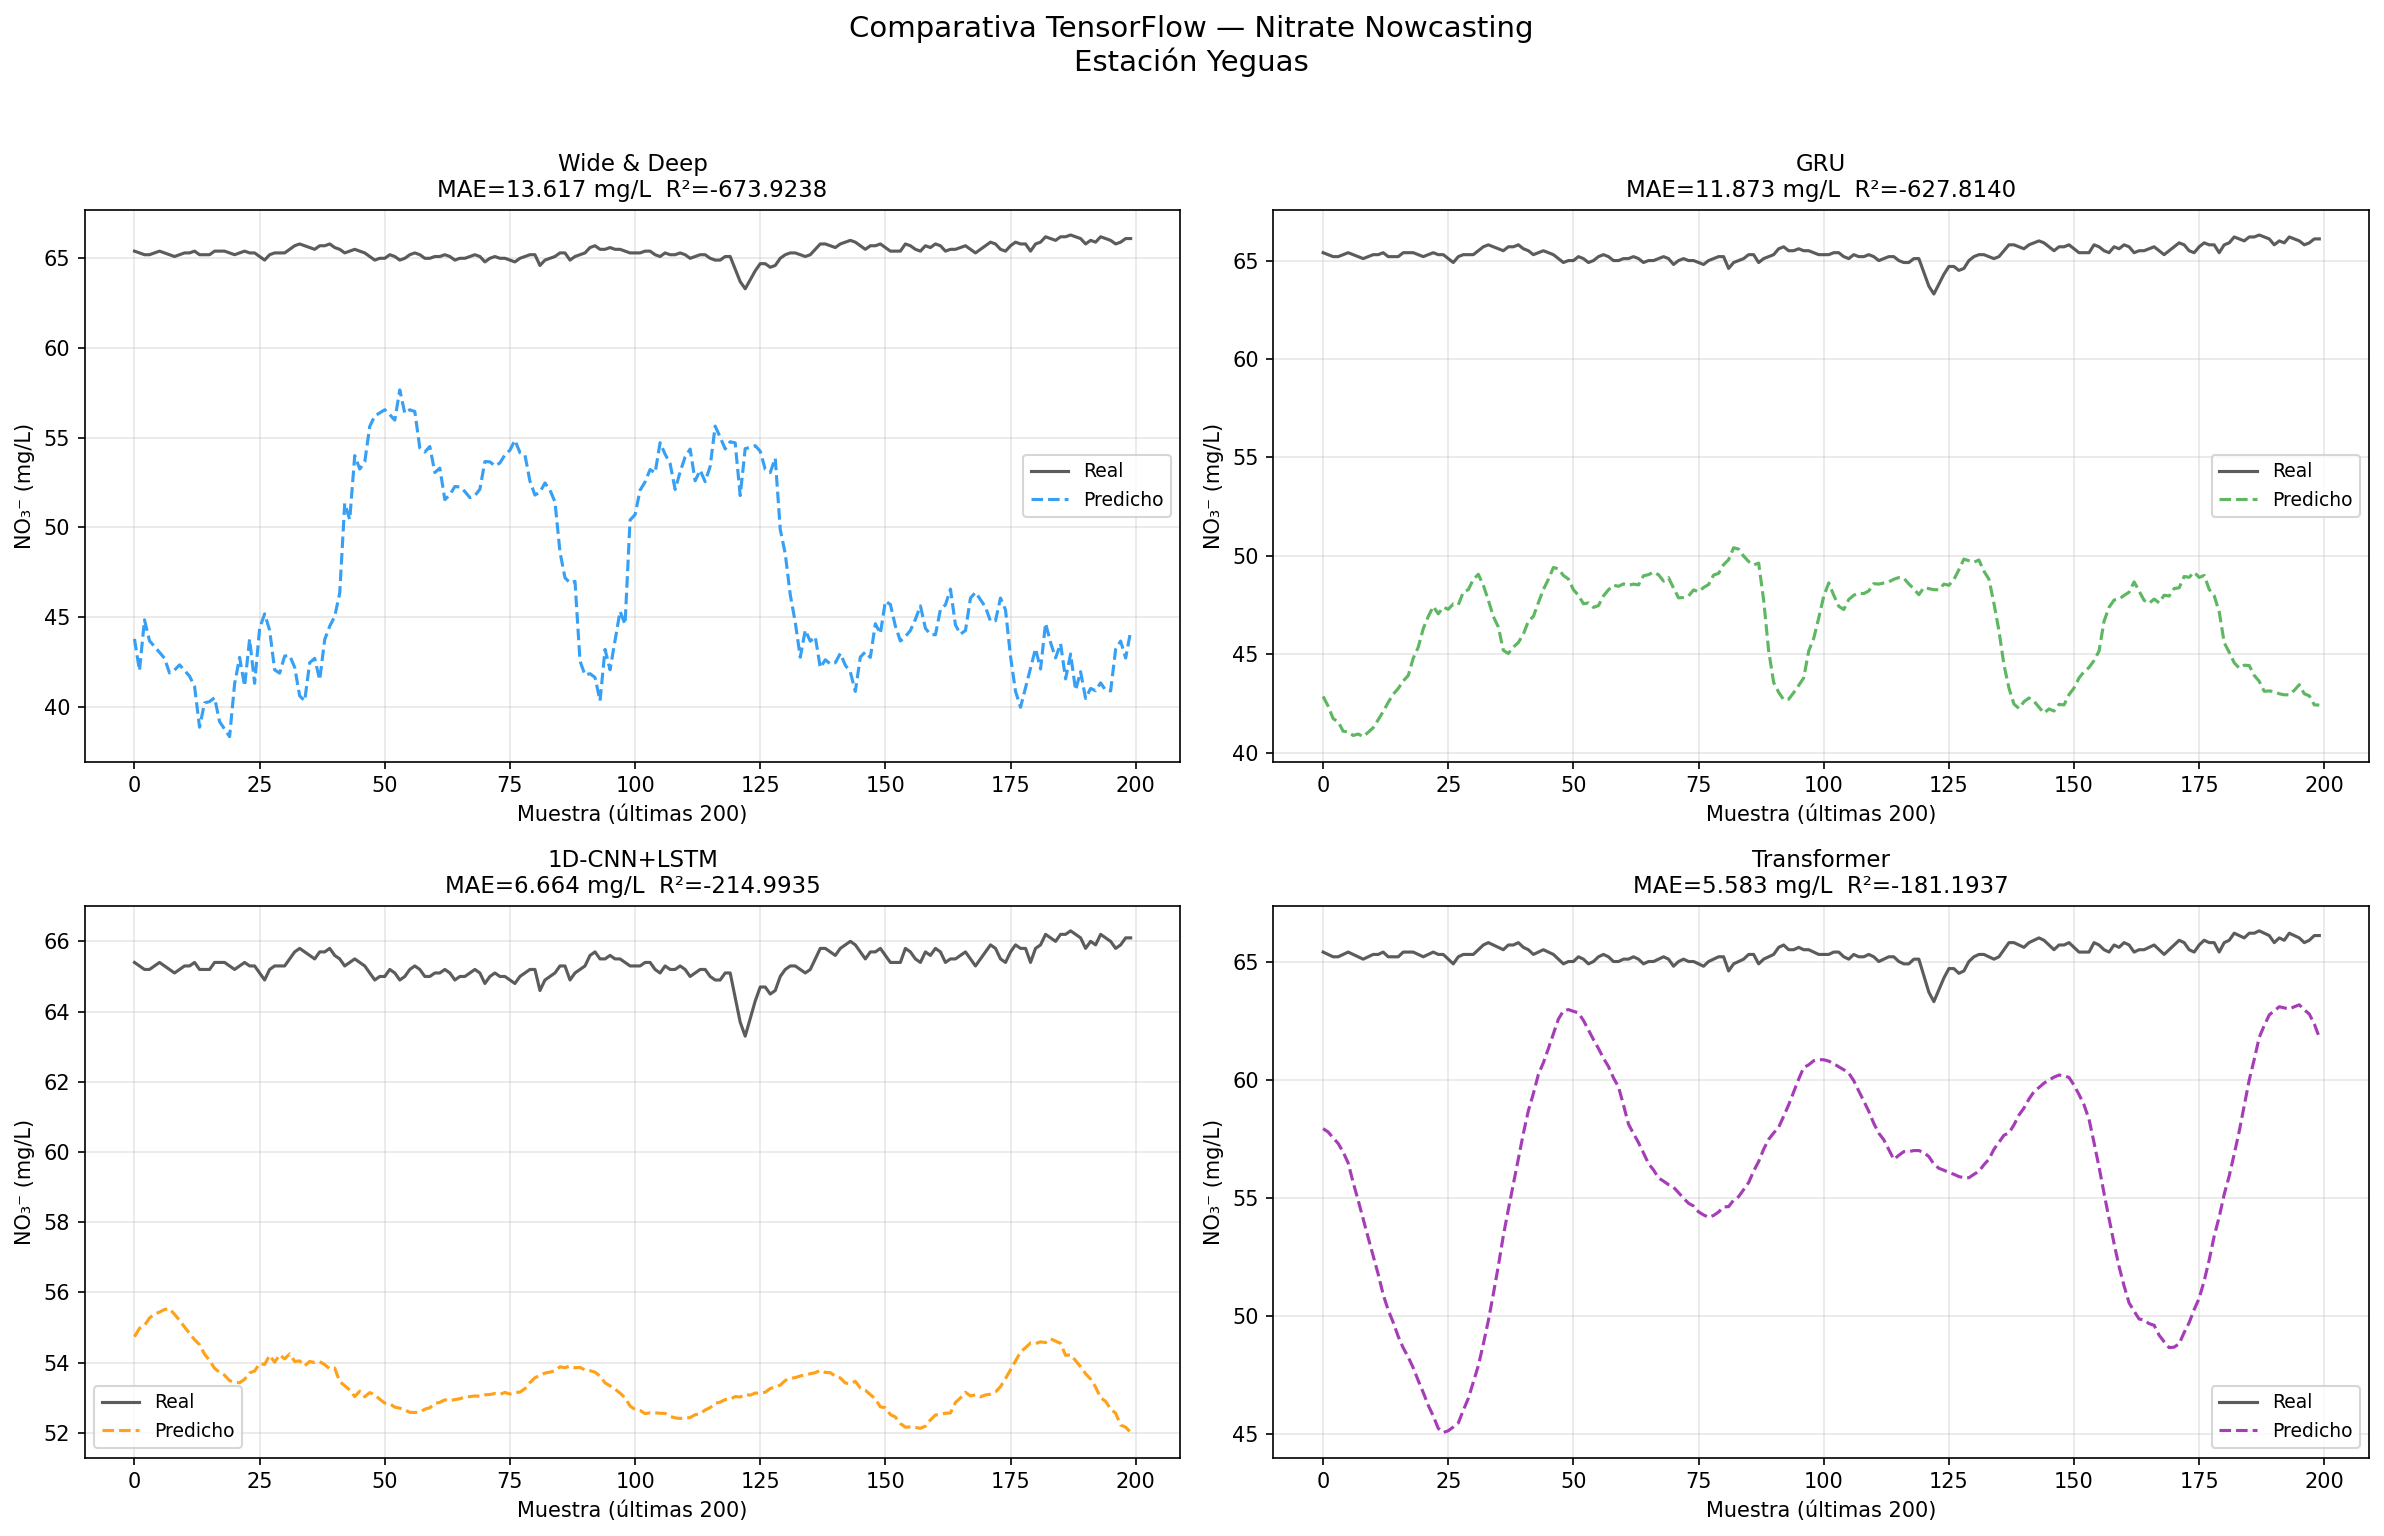 Comparativa TensorFlow — Nitrate Nowcasting
Estación Yeguas
Wide & Deep
MAE=13.617 mg/L  R²=-673.9238
NO₃⁻ (mg/L)
65
60
55
50
45
40
Real
Predicho
0 25 50 75 100 125 150 175 200
Muestra (últimas 200)
GRU
MAE=11.873 mg/L  R²=-627.8140
NO₃⁻ (mg/L)
65
60
55
50
45
40
Real
Predicho
0 25 50 75 100 125 150 175 200
Muestra (últimas 200)
1D-CNN+LSTM
MAE=6.664 mg/L  R²=-214.9935
NO₃⁻ (mg/L)
66
64
62
60
58
56
54
52
Real
Predicho
0 25 50 75 100 125 150 175 200
Muestra (últimas 200)
Transformer
MAE=5.583 mg/L  R²=-181.1937
NO₃⁻ (mg/L)
65
60
55
50
45
Real
Predicho
0 25 50 75 100 125 150 175 200
Muestra (últimas 200)